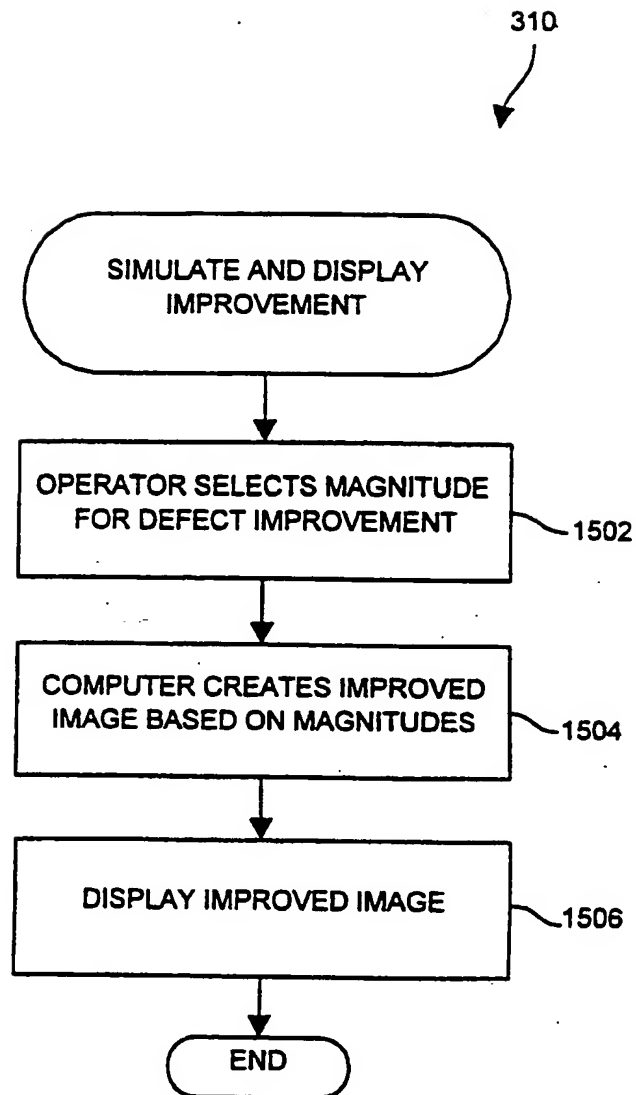 310
SIMULATE AND DISPLAY
IMPROVEMENT
OPERATOR SELECTS MAGNITUDE
FOR DEFECT IMPROVEMENT
1502
COMPUTER CREATES IMPROVED
IMAGE BASED ON MAGNITUDES
1504
DISPLAY IMPROVED IMAGE
1506
END